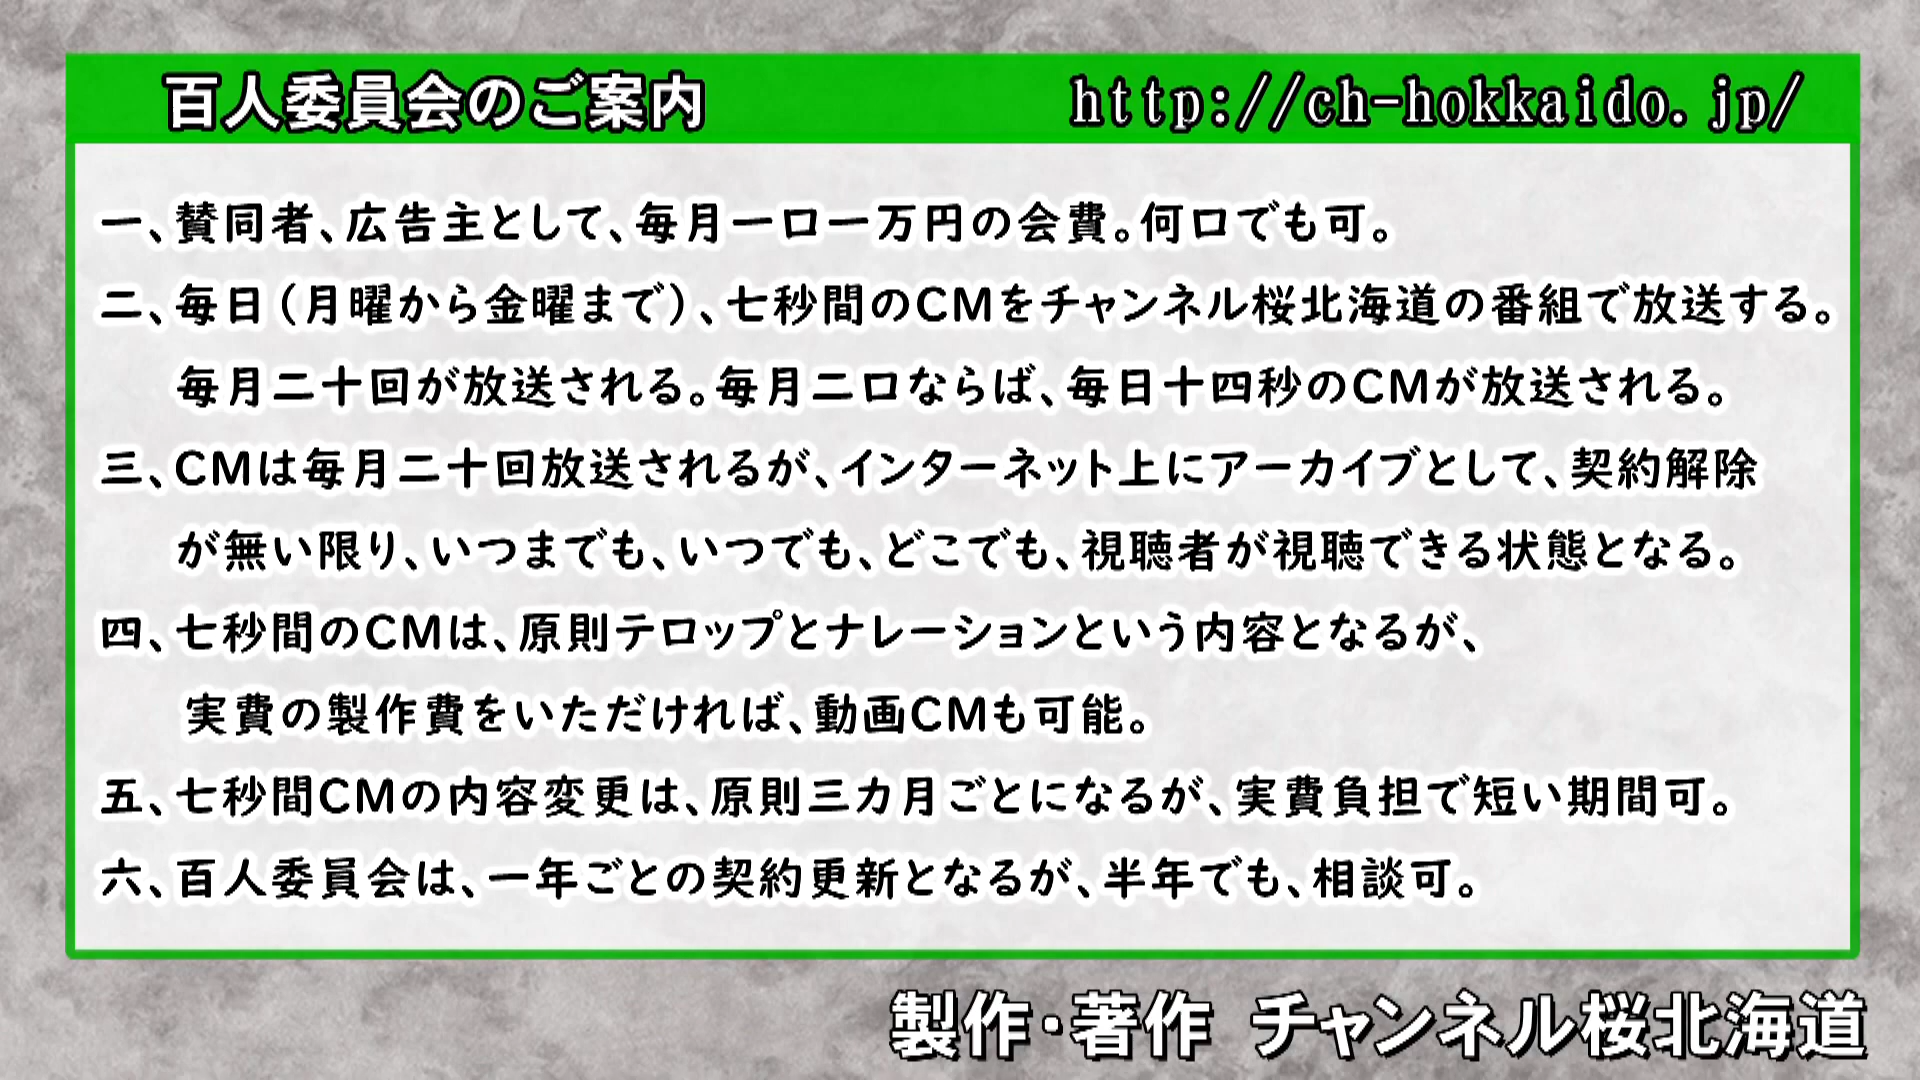 百人委員会のご案内 http://ch-hokkaido.jp/
一、賛同者、広告主として、毎月一口一万円の会費。何口でも可。
二、毎日（月曜から金曜まで）、七秒間のCMをチャンネル桜北海道の番組で放送する。
毎月二十回が放送される。毎月二口ならば、毎日十四秒のCMが放送される。
三、CMは毎月二十回放送されるが、インターネット上にアーカイブとして、契約解除
が無い限り、いつまでも、いつでも、どこでも、視聴者が視聴できる状態となる。
四、七秒間のCMは、原則テロップとナレーションという内容となるが、
実費の製作費をいただければ、動画CMも可能。
五、七秒間CMの内容変更は、原則三カ月ごとになるが、実費負担で短い期間可。
六、百人委員会は、一年ごとの契約更新となるが、半年でも、相談可。
製作・著作 チャンネル桜北海道